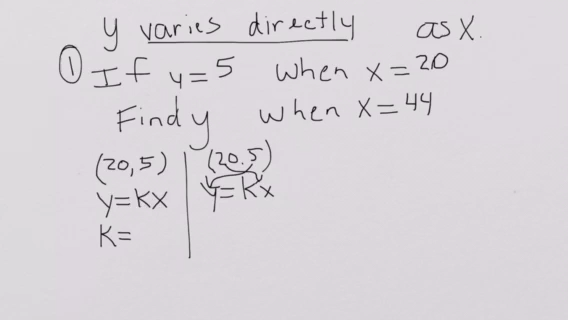 y varies directly as x.
① If y=5 when x=20
Find y when x=44
(20,5)
y=Kx
K=
(20.5)
y=Kx